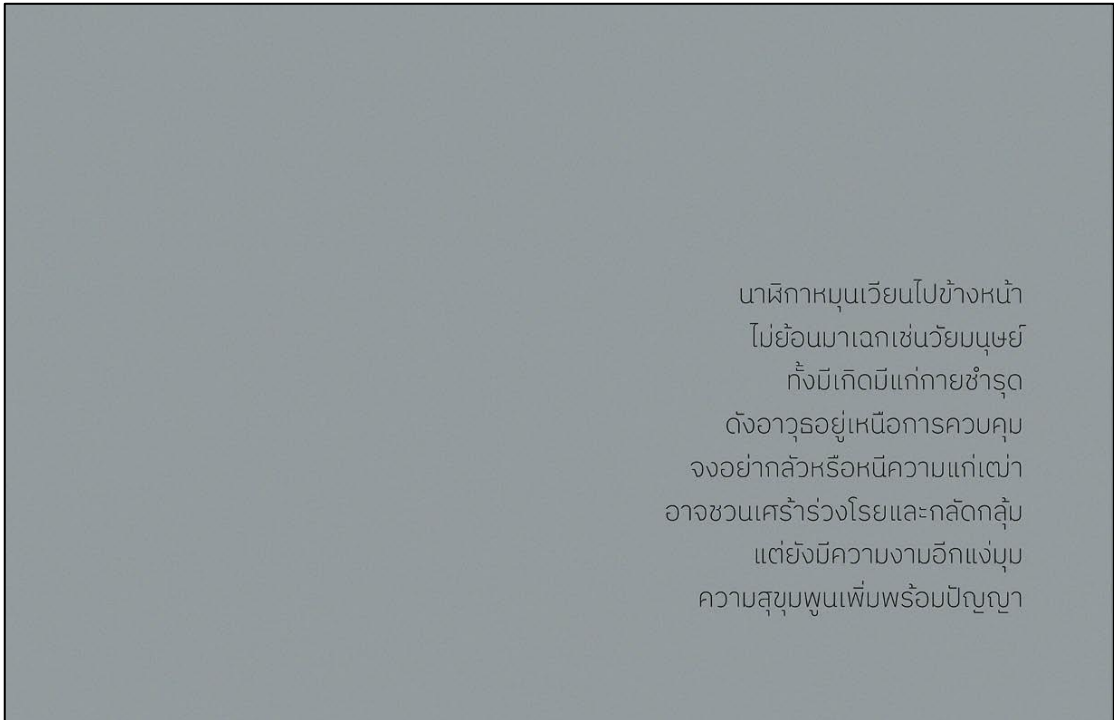 นาฬิกาหมุนเวียนไปข้างหน้า
ไม่ย้อนมาเฉกเช่นวัยมนุษย์
ทั้งมีเกิดมีแก่กายชำรุด
ดังอาวุธอยู่เหนือการควบคุม
จงอย่ากลัวหรือหนีความแก่เฒ่า
อาจชวนเศร้าร่วงโรยและกลัดกลุ้ม
แต่ยังมีความงามอีกแง่มุม
ความสุขุมพูนเพิ่มพร้อมปัญญา